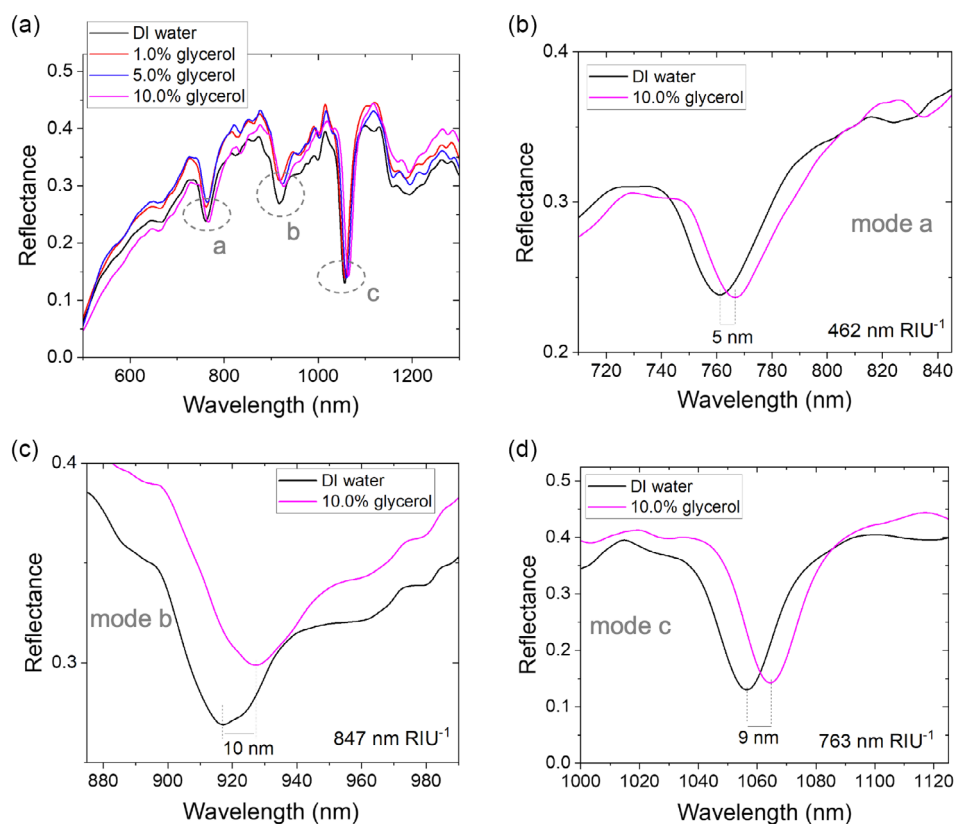 (a)
DI water
1.0% glycerol
5.0% glycerol
10.0% glycerol
0.5
0.4
0.3
0.2
0.1
0.0
Reflectance
a
b
c
600 800 1000 1200
Wavelength (nm)
(b)
DI water
10.0% glycerol
0.4
0.3
0.2
Reflectance
mode a
5 nm
462 nm RIU⁻¹
720 740 760 780 800 820 840
Wavelength (nm)
(c)
DI water
10.0% glycerol
0.4
0.3
Reflectance
mode b
10 nm
847 nm RIU⁻¹
880 900 920 940 960 980
Wavelength (nm)
(d)
DI water
10.0% glycerol
0.5
0.4
0.3
0.2
0.1
0.0
Reflectance
mode c
9 nm
763 nm RIU⁻¹
1000 1020 1040 1060 1080 1100 1120
Wavelength (nm)